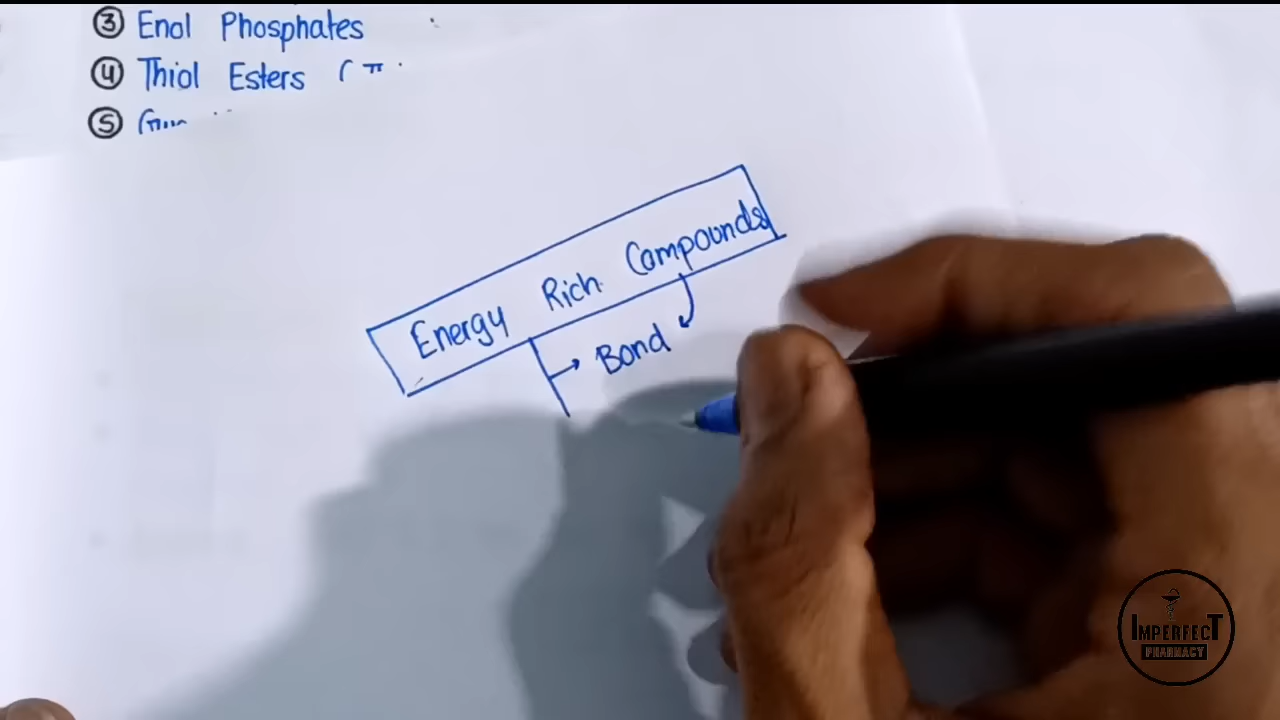 ③ Enol Phosphates
④ Thiol Esters
⑤
Energy Rich Compounds
Bond
IMPERFECT
PHARMACY